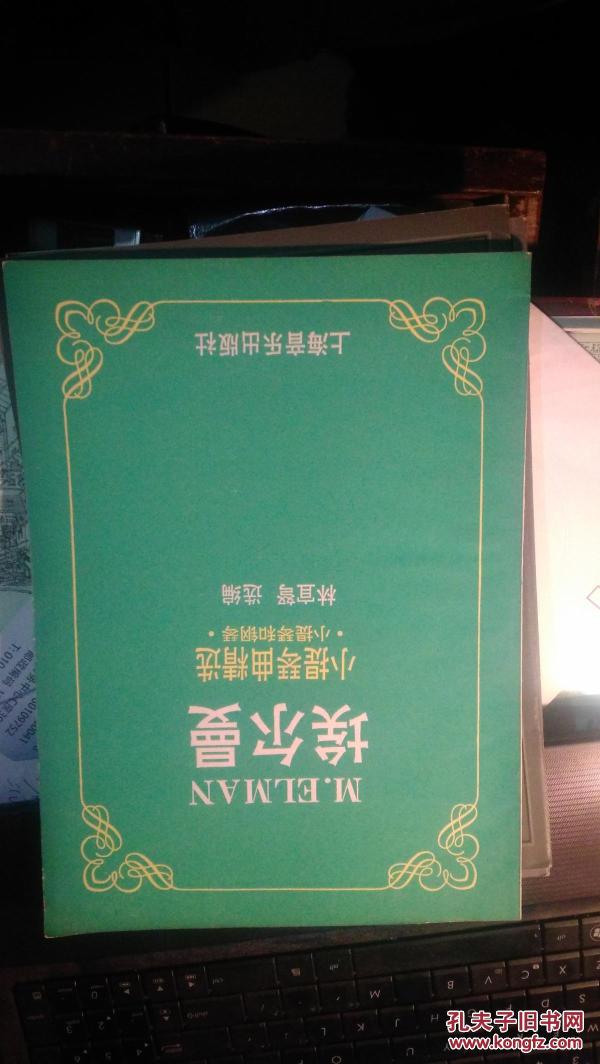 M.ELMAN
埃尔曼
小提琴曲精选
·小提琴和钢琴·
林宜弩 选编
上海音乐出版社
孔夫子旧书网
www.kongfz.com